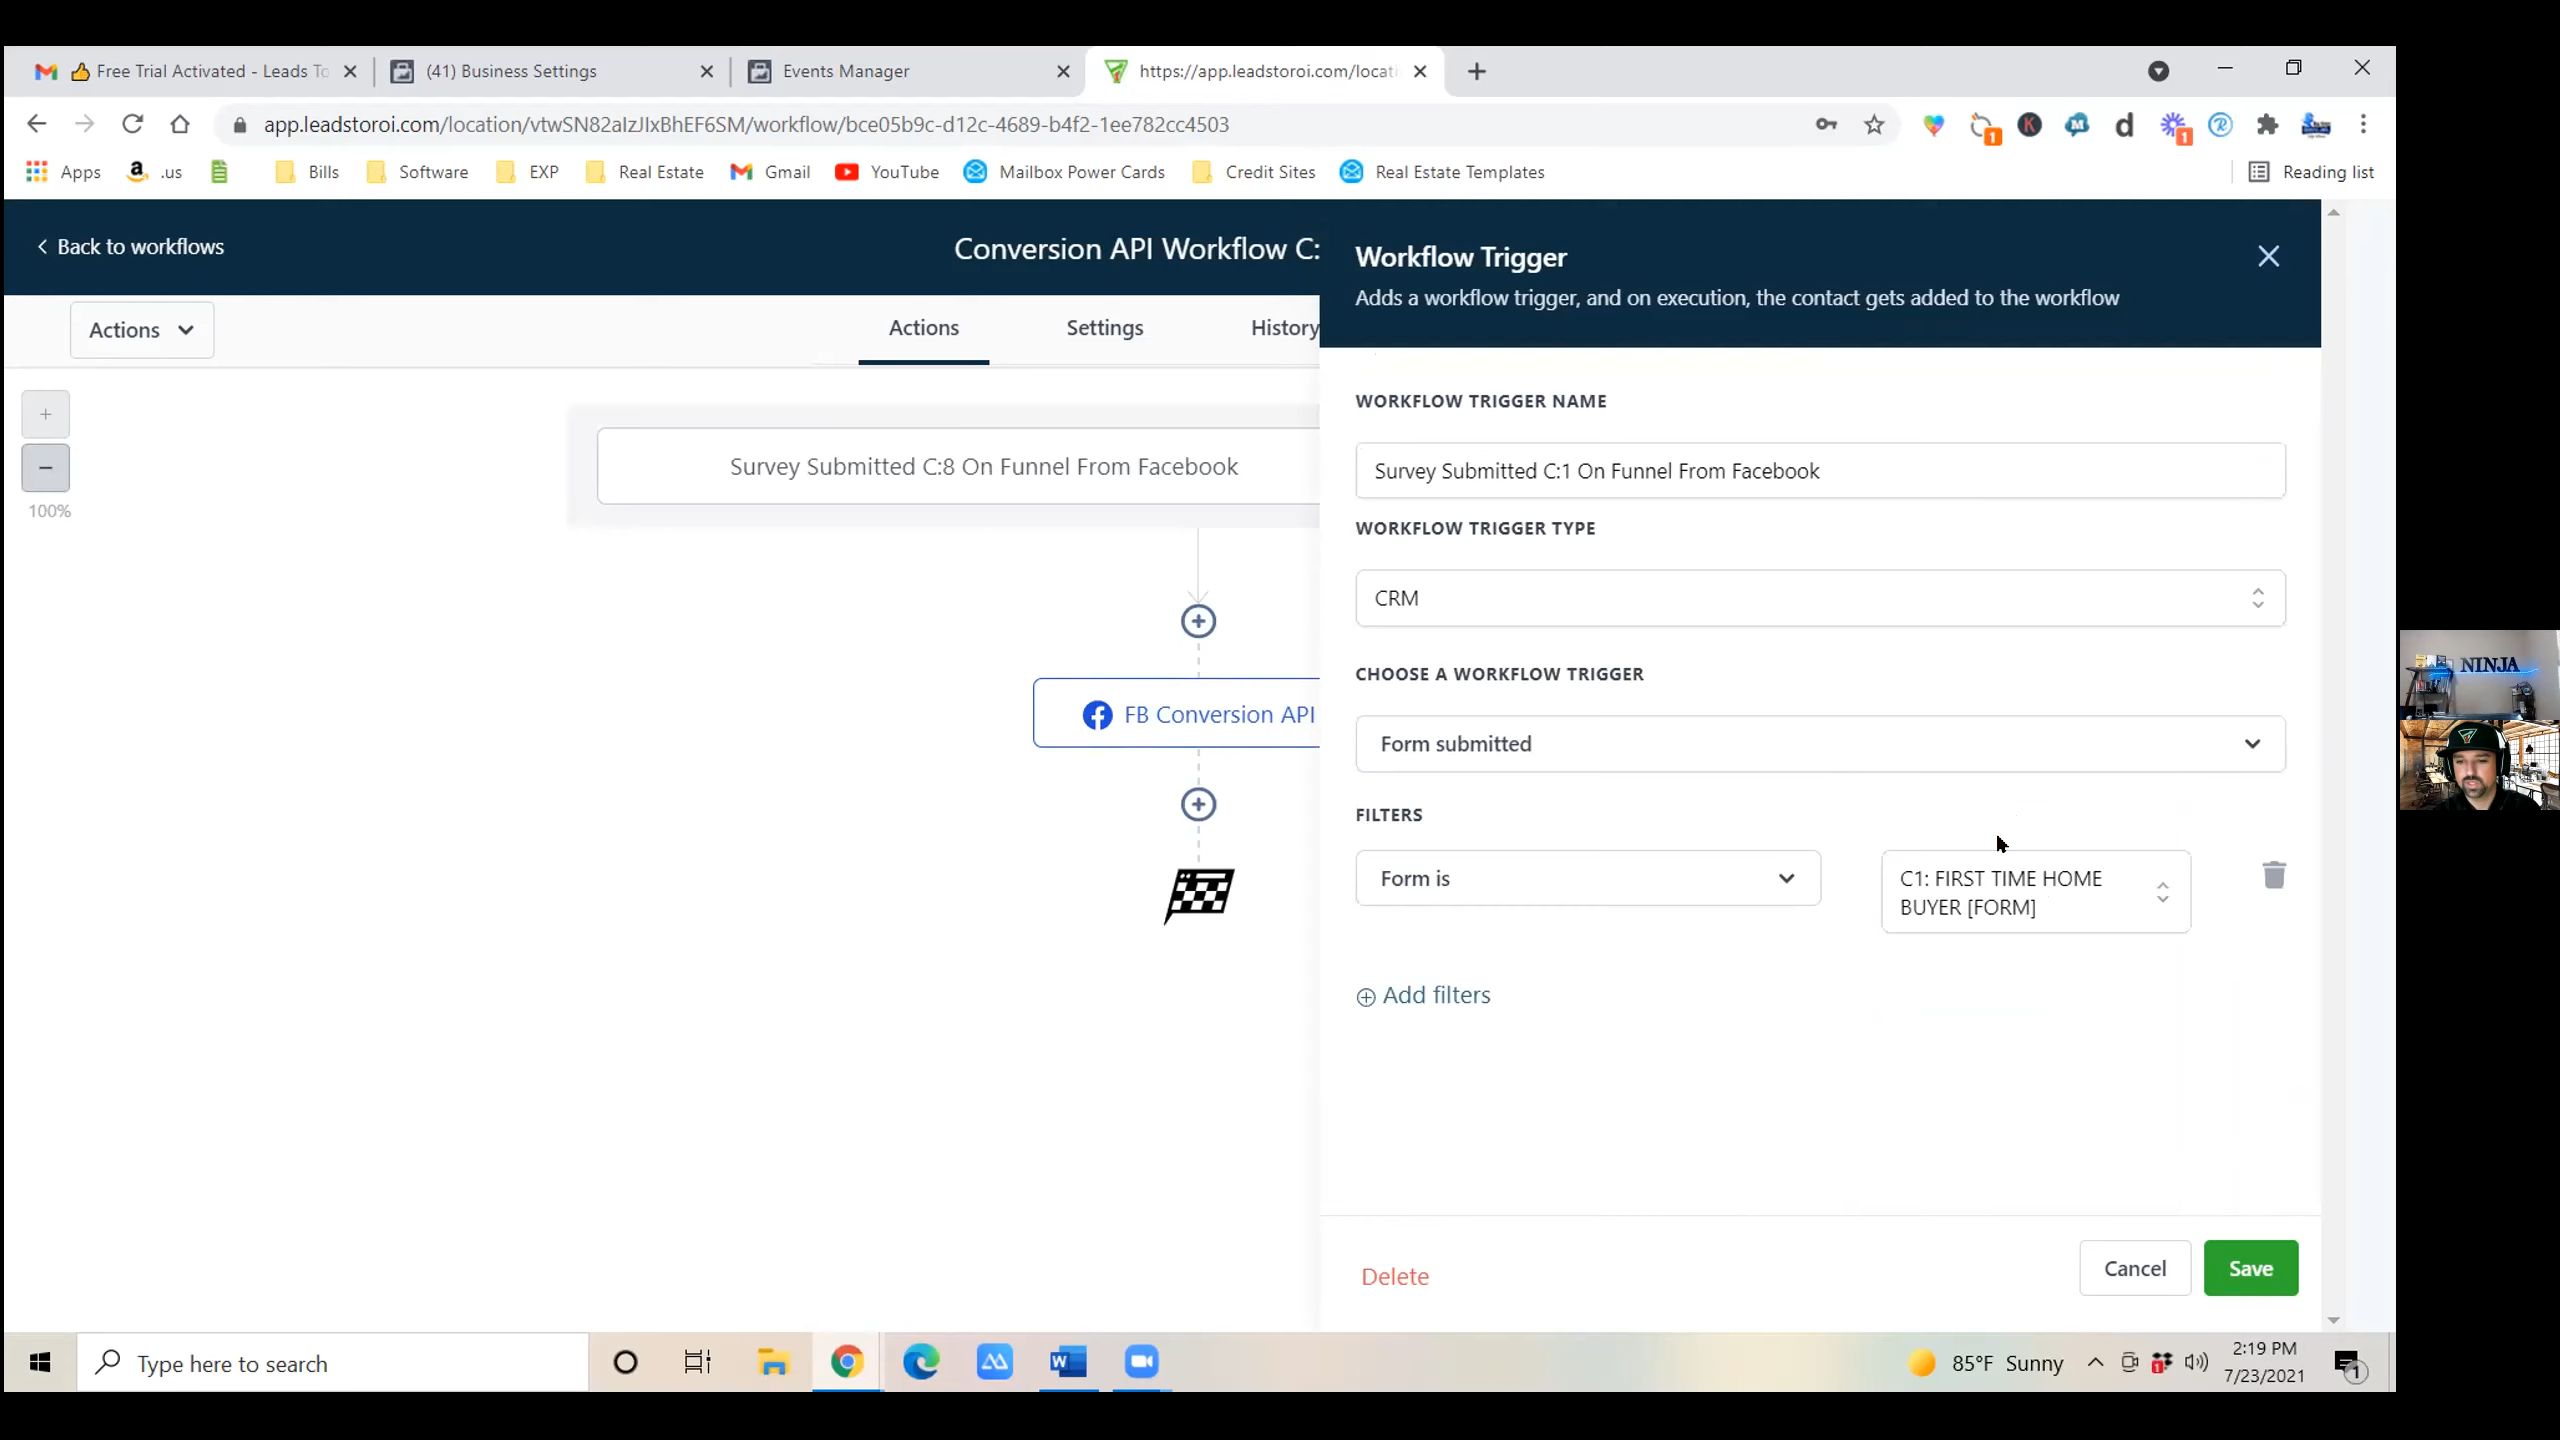 Free Trial Activated - Leads To
(41) Business Settings
Events Manager
https://app.leadstoroi.com/locati
app.leadstoroi.com/location/vtwSN82aIzJIxBhEF6SM/workflow/bce05b9c-d12c-4689-b4f2-1ee782cc4503
Apps
.us
Bills
Software
EXP
Real Estate
Gmail
YouTube
Mailbox Power Cards
Credit Sites
Real Estate Templates
Reading list
Back to workflows
Conversion API Workflow C:
Workflow Trigger
Adds a workflow trigger, and on execution, the contact gets added to the workflow
Actions
Actions
Settings
History
100%
Survey Submitted C:8 On Funnel From Facebook
FB Conversion API
WORKFLOW TRIGGER NAME
Survey Submitted C:1 On Funnel From Facebook
WORKFLOW TRIGGER TYPE
CRM
CHOOSE A WORKFLOW TRIGGER
Form submitted
FILTERS
Form is
C1: FIRST TIME HOME
BUYER [FORM]
Add filters
Delete
Cancel
Save
NINJA
Type here to search
85°F Sunny
2:19 PM
7/23/2021
1